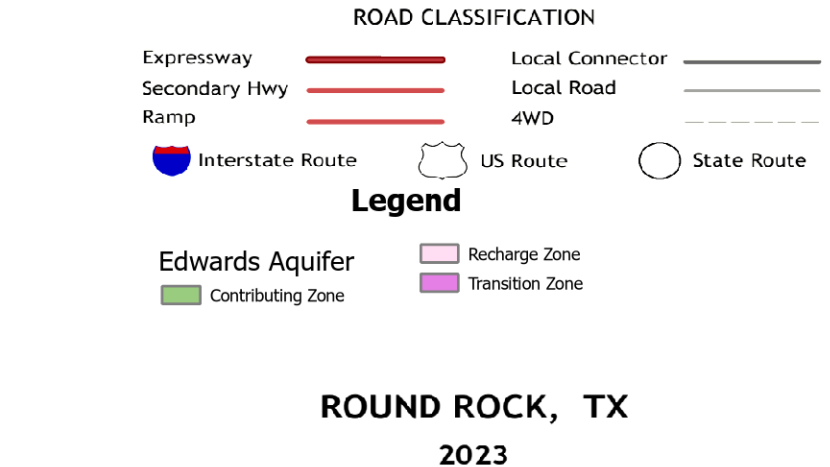 ROAD CLASSIFICATION
Expressway
Local Connector
Secondary Hwy
Local Road
Ramp
4WD
Interstate Route
US Route
State Route
Legend
Edwards Aquifer
Recharge Zone
Transition Zone
Contributing Zone
ROUND ROCK, TX
2023